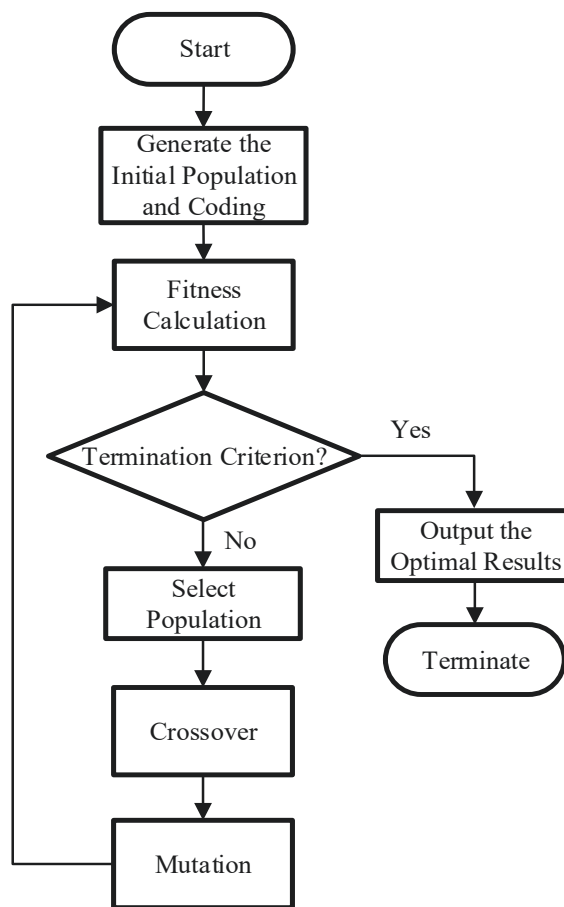 Start
Generate the
Initial Population
and Coding
Fitness
Calculation
Termination Criterion?
Yes
No
Output the
Optimal Results
Select
Population
Terminate
Crossover
Mutation